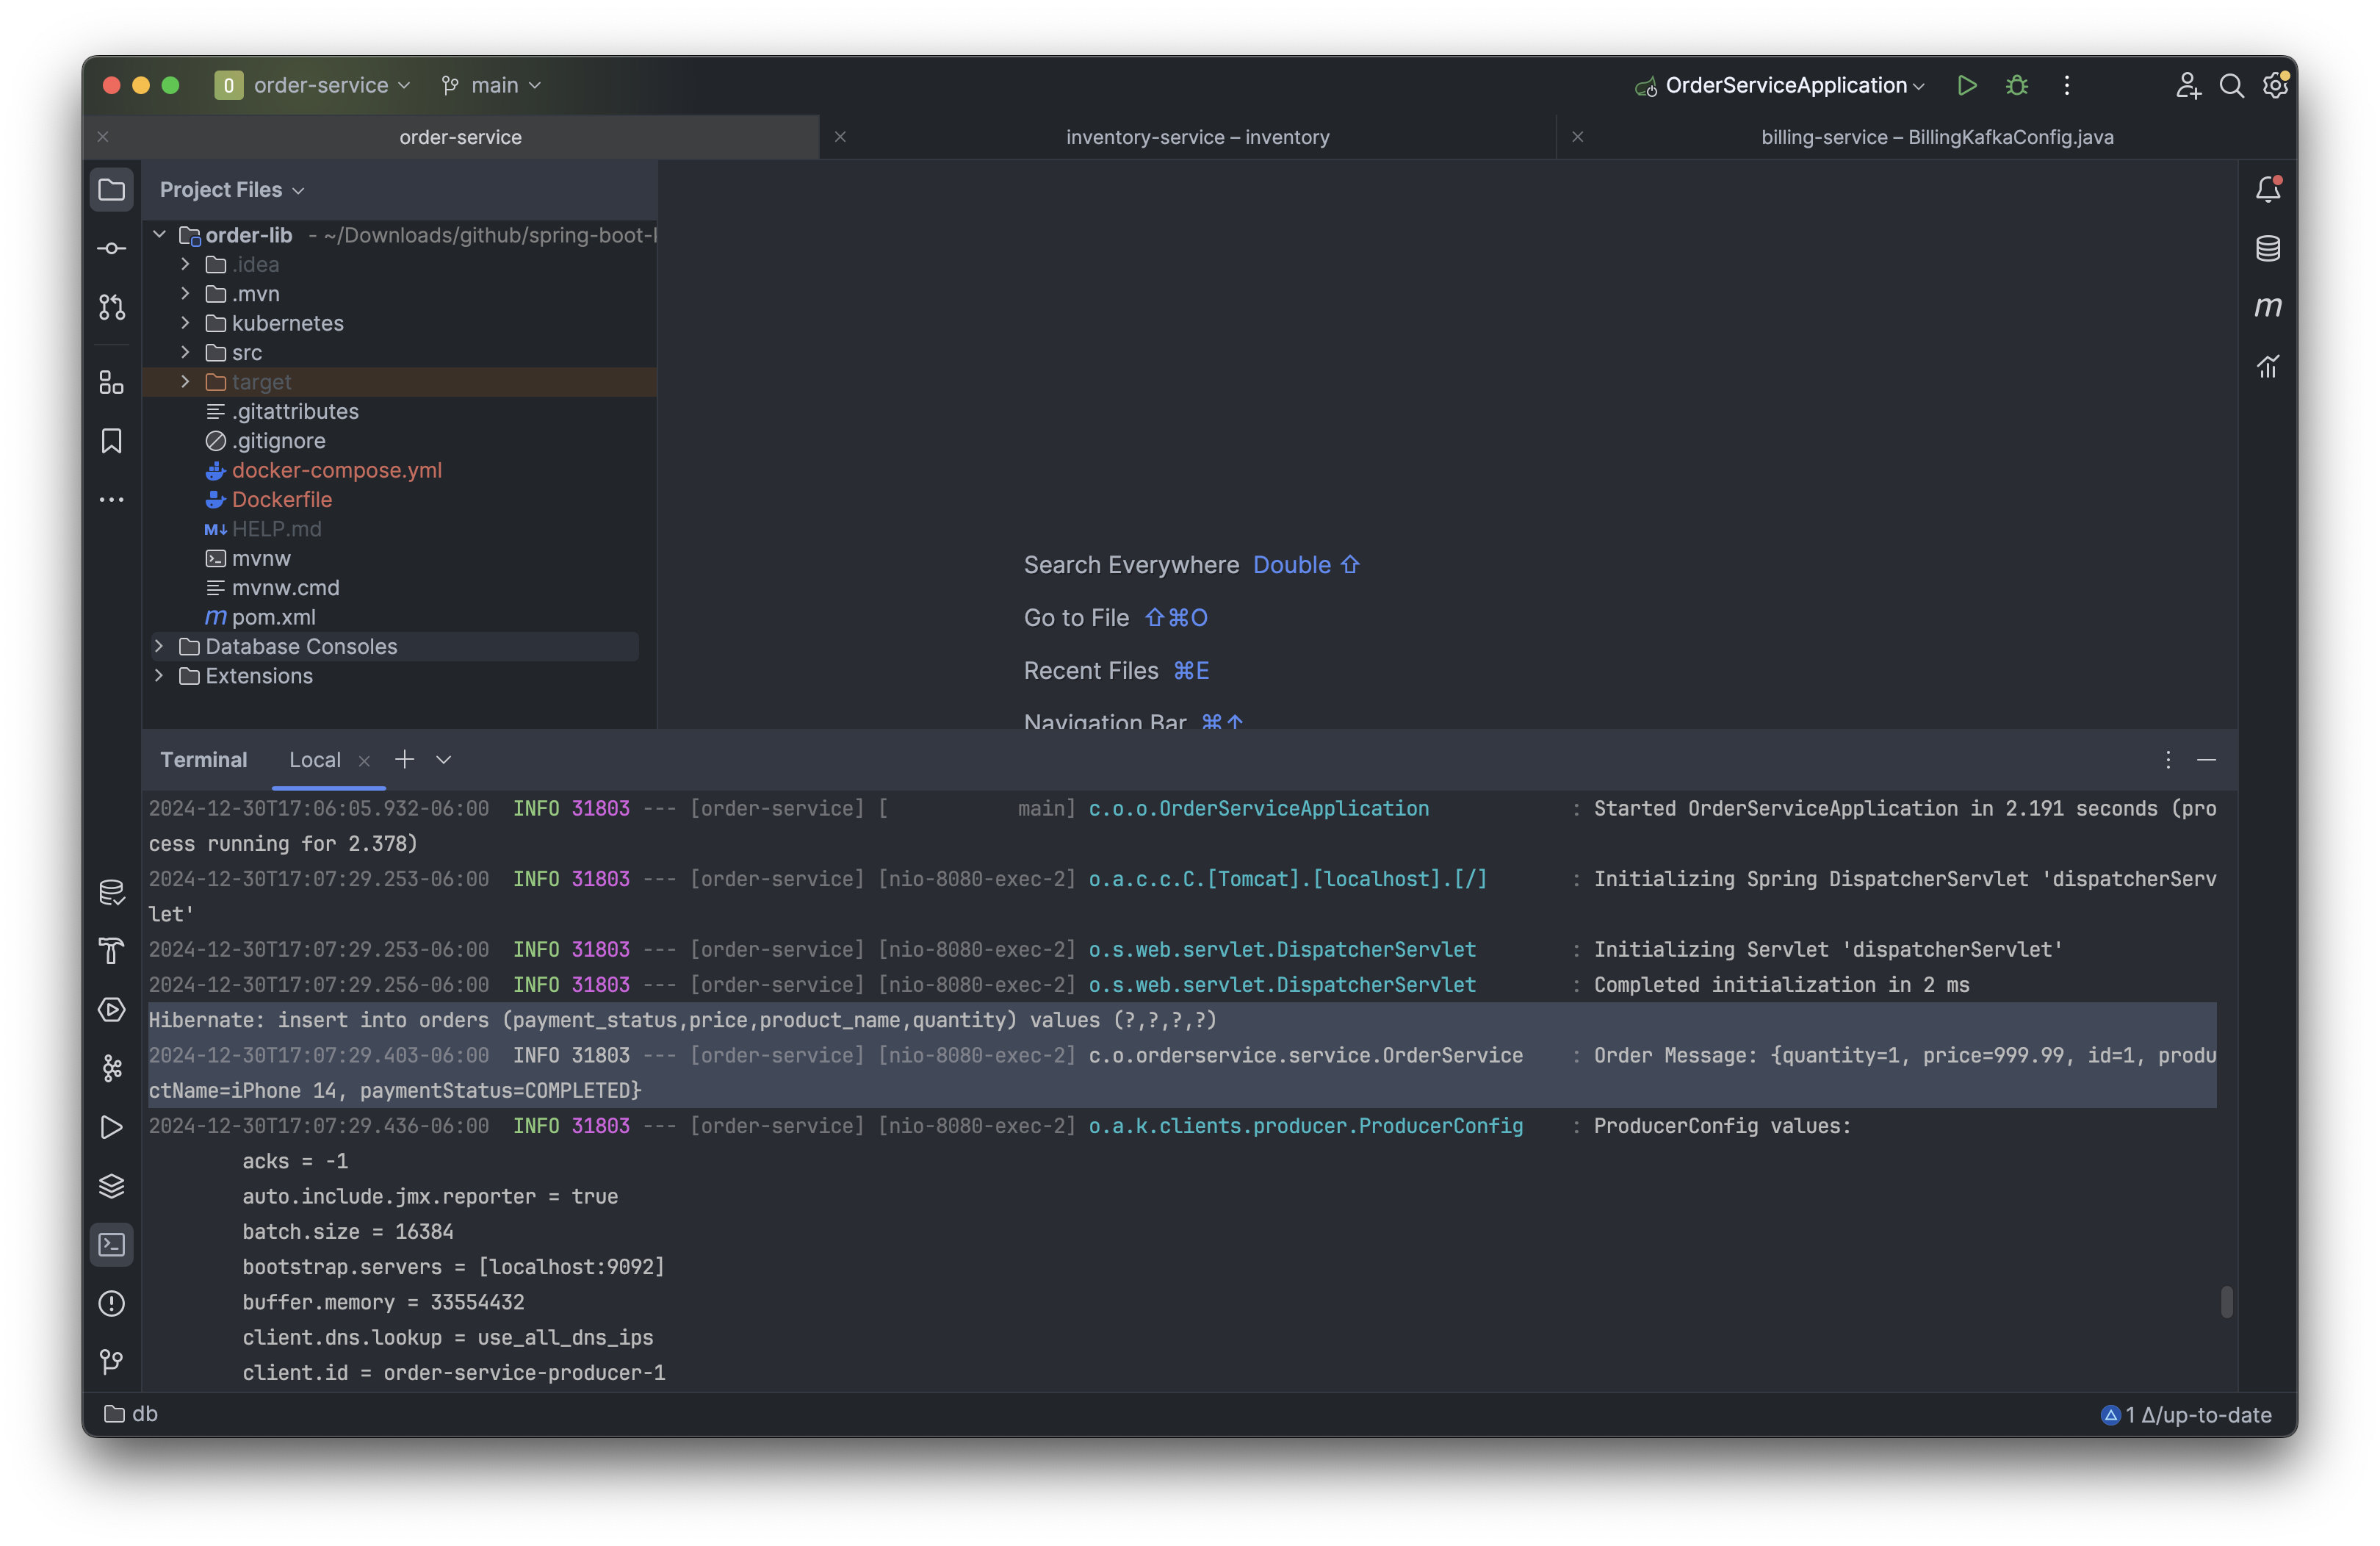 O order-service main OrderServiceApplication
order-service inventory-service – inventory billing-service – BillingKafkaConfig.java
Project Files
order-lib - ~/Downloads/github/spring-boot-
.idea
.mvn
kubernetes
src
target
.gitattributes
.gitignore
docker-compose.yml
Dockerfile
M↓ HELP.md
mvnw
mvnw.cmd
m pom.xml
Database Consoles
Extensions
m
Search Everywhere Double ⇧
Go to File ⇧⌘O
Recent Files ⌘E
Navigation Bar ⌘↑
Terminal Local
2024-12-30T17:06:05.932-06:00 INFO 31803 --- [order-service] [ main] c.o.o.OrderServiceApplication : Started OrderServiceApplication in 2.191 seconds (pro
cess running for 2.378)
2024-12-30T17:07:29.253-06:00 INFO 31803 --- [order-service] [nio-8080-exec-2] o.a.c.c.C.[Tomcat].[localhost].[/] : Initializing Spring DispatcherServlet 'dispatcherServ
let'
2024-12-30T17:07:29.253-06:00 INFO 31803 --- [order-service] [nio-8080-exec-2] o.s.web.servlet.DispatcherServlet : Initializing Servlet 'dispatcherServlet'
2024-12-30T17:07:29.256-06:00 INFO 31803 --- [order-service] [nio-8080-exec-2] o.s.web.servlet.DispatcherServlet : Completed initialization in 2 ms
Hibernate: insert into orders (payment_status,price,product_name,quantity) values (?,?,?,?)
2024-12-30T17:07:29.403-06:00 INFO 31803 --- [order-service] [nio-8080-exec-2] c.o.orderservice.service.OrderService : Order Message: {quantity=1, price=999.99, id=1, produ
ctName=iPhone 14, paymentStatus=COMPLETED}
2024-12-30T17:07:29.436-06:00 INFO 31803 --- [order-service] [nio-8080-exec-2] o.a.k.clients.producer.ProducerConfig : ProducerConfig values:
acks = -1
auto.include.jmx.reporter = true
batch.size = 16384
bootstrap.servers = [localhost:9092]
buffer.memory = 33554432
client.dns.lookup = use_all_dns_ips
client.id = order-service-producer-1
db 1 Δ/up-to-date